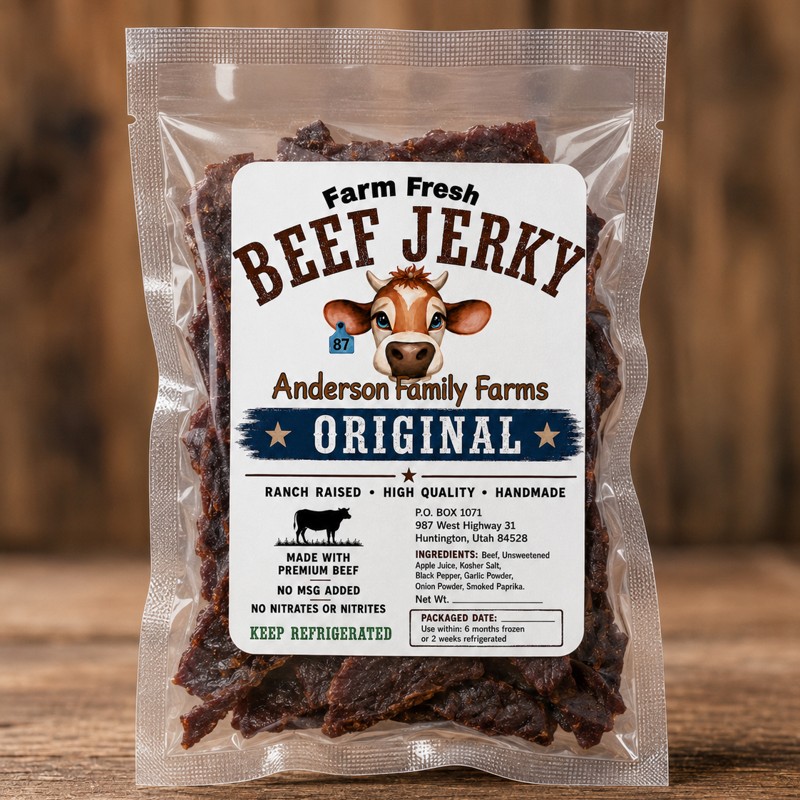 Farm Fresh
BEEF JERKY
87
Anderson Family Farms
ORIGINAL
RANCH RAISED • HIGH QUALITY • HANDMADE
MADE WITH
PREMIUM BEEF
NO MSG ADDED
NO NITRATES OR NITRITES
KEEP REFRIGERATED
P.O. BOX 1071
987 West Highway 31
Huntington, Utah 84528
INGREDIENTS: Beef, Unsweetened
Apple Juice, Kosher Salt,
Black Pepper, Garlic Powder,
Onion Powder, Smoked Paprika.
Net Wt. ____________
PACKAGED DATE: ________
Use within: 6 months frozen
or 2 weeks refrigerated